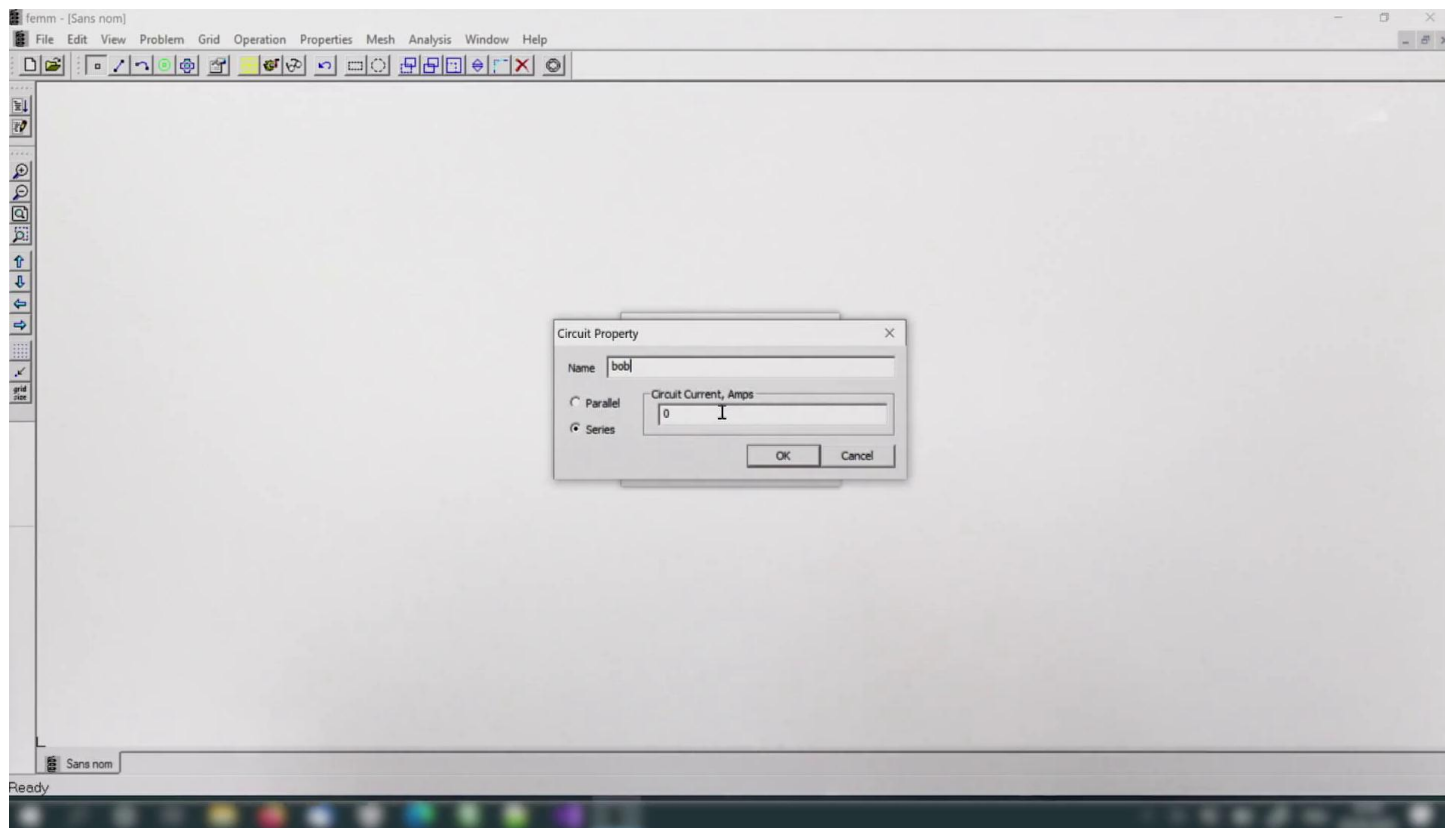 femm - [Sans nom]
File Edit View Problem Grid Operation Properties Mesh Analysis Window Help
grid
size
Circuit Property
Name bob
Circuit Current, Amps
Parallel
0
Series
OK Cancel
Sans nom
Ready